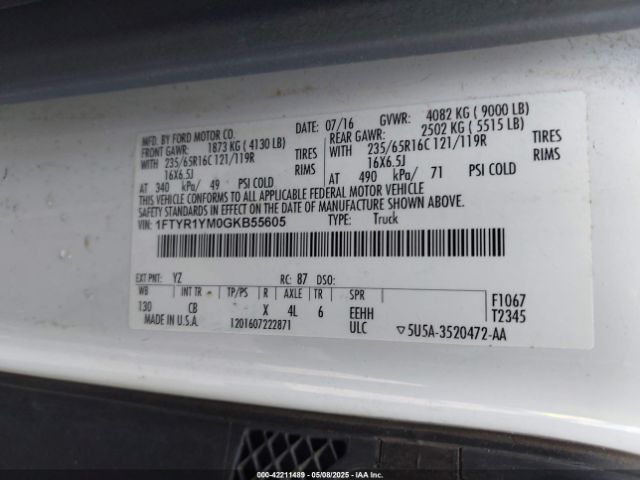 MFD. BY FORD MOTOR CO.
DATE: 07/16 GVWR: 4082 KG ( 9000 LB)
FRONT GAWR: 1873 KG ( 4130 LB)
REAR GAWR: 2502 KG ( 5515 LB)
WITH 235/65R16C 121/119R TIRES
WITH 235/65R16C 121/119R TIRES
16X6.5J RIMS
16X6.5J RIMS
AT 340 kPa/ 49 PSI COLD
AT 490 kPa/ 71 PSI COLD
THIS VEHICLE CONFORMS TO ALL APPLICABLE FEDERAL MOTOR VEHICLE
SAFETY STANDARDS IN EFFECT ON THE DATE OF MANUFACTURE SHOWN ABOVE
VIN: 1FTYR1YM0GKB55605 TYPE: Truck
EXT PNT: YZ RC: 87 DSO:
WB INT TR TP/PS R AXLE TR SPR
130 CB X 4L 6 EEHH
F1067
T2345
MADE IN U.S.A. 1201607222871 ULC ▽5U5A-3520472-AA
000-42211489 - 05/08/2025 - IAAI.COM